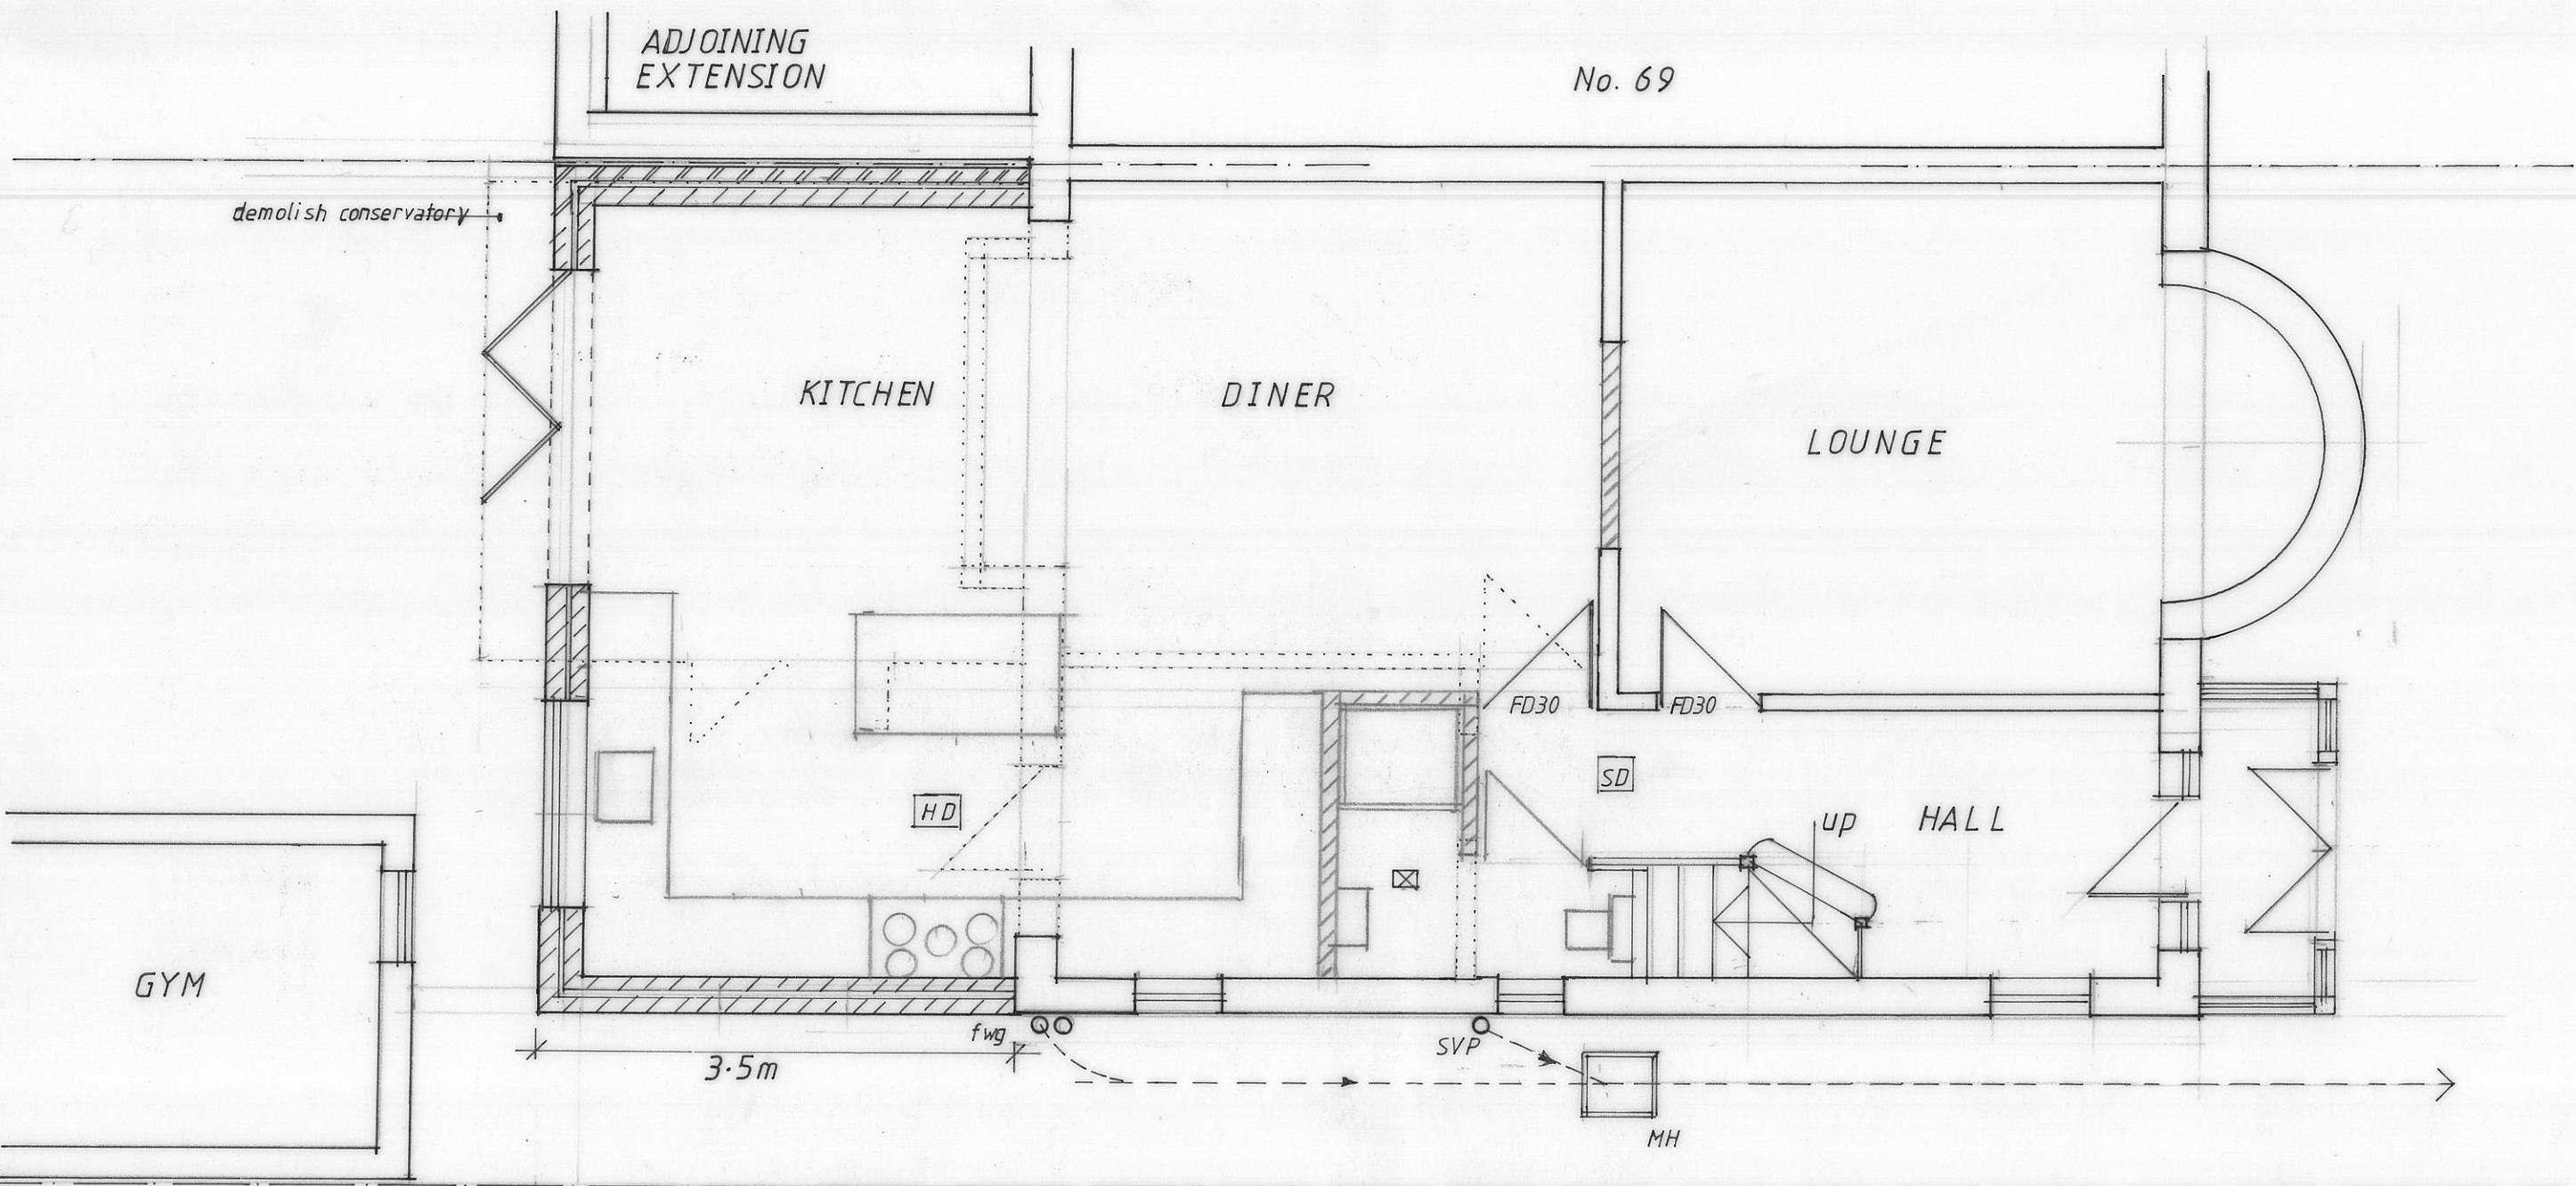 ADJOINING
EXTENSION
No. 69
demolish conservatory
KITCHEN
DINER
LOUNGE
FD30
FD30
SD
HD
up
HALL
GYM
fwg
SVP
3.5m
MH